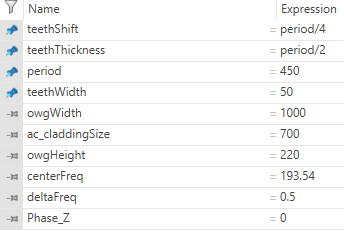 Name Expression
teethShift = period/4
teethThickness = period/2
period = 450
teethWidth = 50
owgWidth = 1000
ac_claddingSize = 700
owgHeight = 220
centerFreq = 193.54
deltaFreq = 0.5
Phase_Z = 0